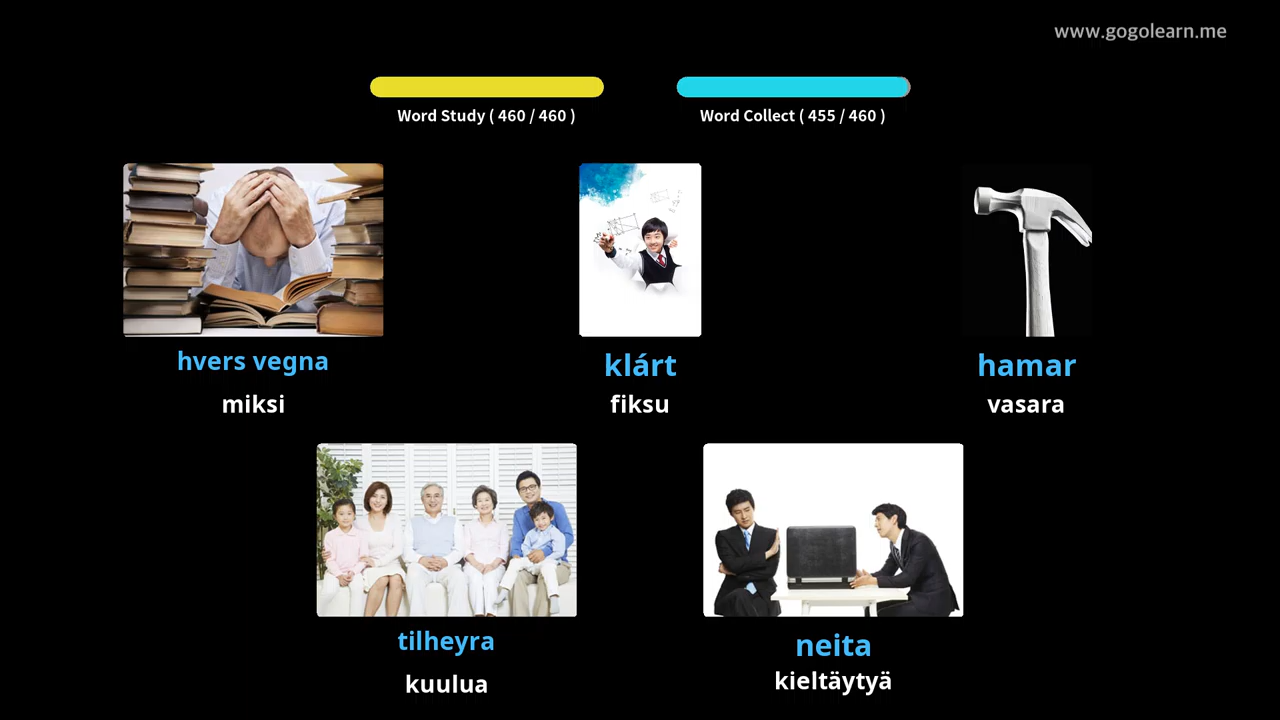 www.gogolearn.me
Word Study ( 460 / 460 )
Word Collect ( 455 / 460 )
hvers vegna
miksi
klárt
fiksu
hamar
vasara
tilheyra
kuulua
neita
kieltäytyä